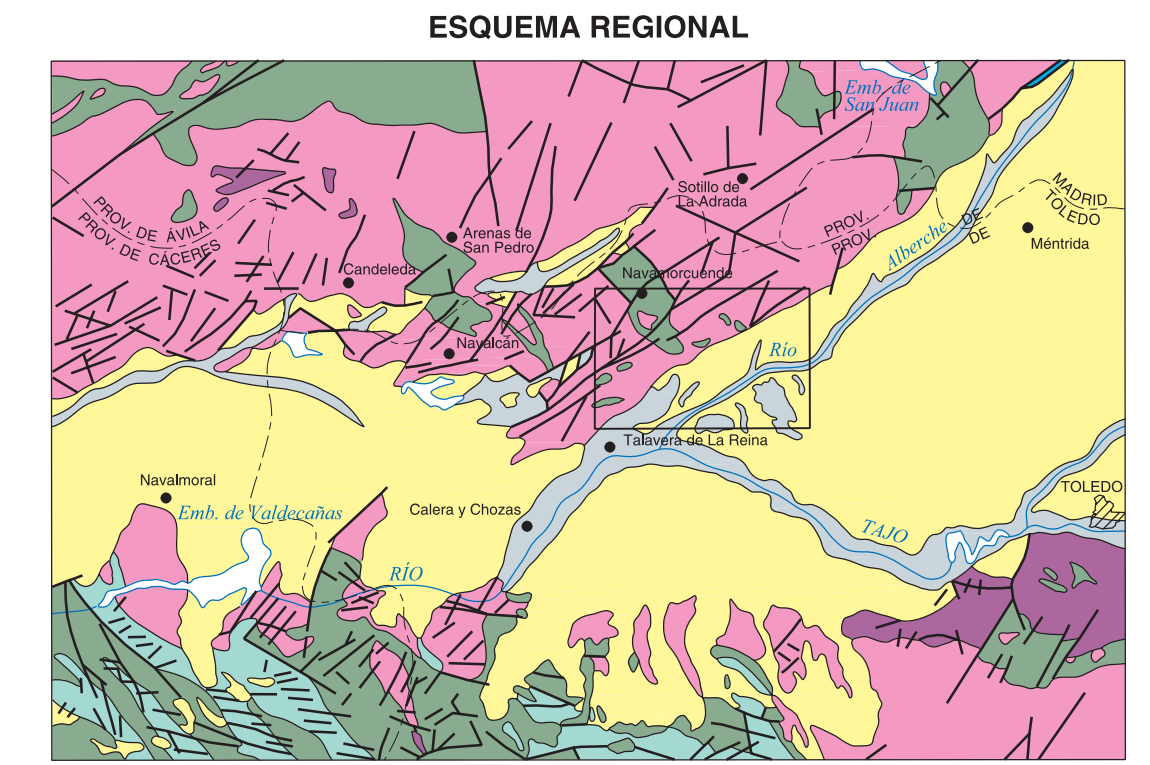 ESQUEMA REGIONAL
Emb. de
San Juan
Sotillo de
La Adrada
MADRID
TOLEDO
PROV. DE ÁVILA
PROV. DE CÁCERES
Arenas de
San Pedro
PROV. DE
PROV. DE
Alberche
Méntrida
Candeleda
Navamorcuende
Navalcán
Río
Talavera de La Reina
Navalmoral
TOLEDO
Emb. de Valdecañas
Calera y Chozas
TAJO
RÍO